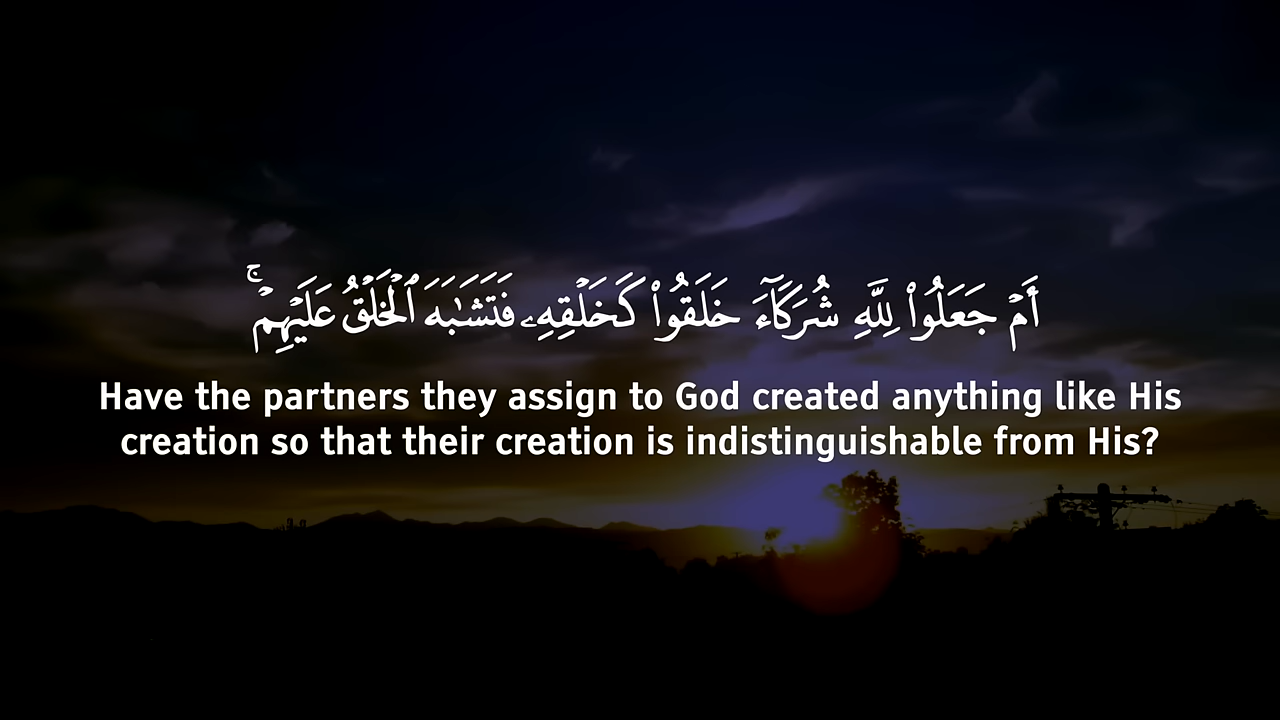 أَمْ جَعَلُوا۟ لِلَّهِ شُرَكَآءَ خَلَقُوا۟ كَخَلْقِهِۦ فَتَشَـٰبَهَ ٱلْخَلْقُ عَلَيْهِمْ ۚ
Have the partners they assign to God created anything like His
creation so that their creation is indistinguishable from His?